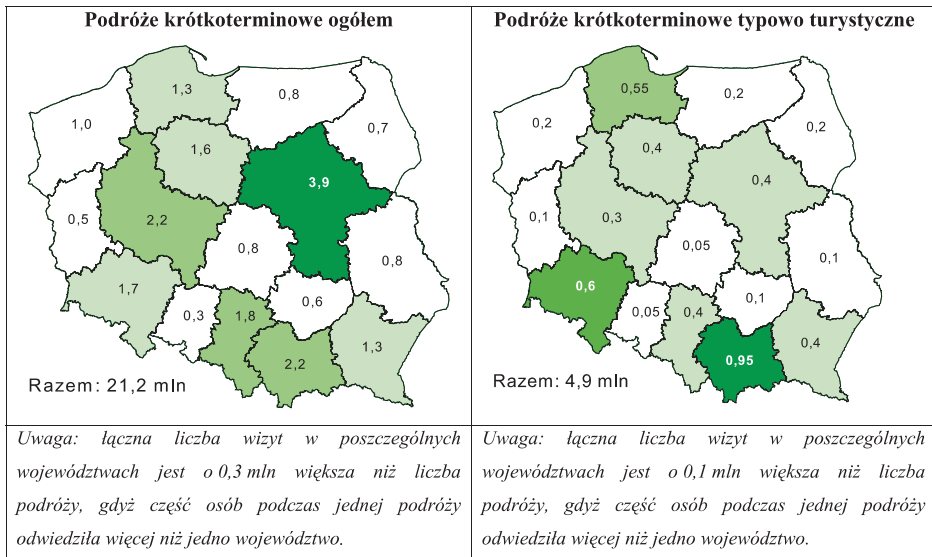 Podróże krótkoterminowe ogółem
1,3
0,8
1,0
0,7
1,6
3,9
0,5
2,2
0,8
0,8
1,7
0,6
0,3
1,8
1,3
2,2
Razem: 21,2 mln
Uwaga: łączna liczba wizyt w poszczególnych
województwach jest o 0,3 mln większa niż liczba
podróży, gdyż część osób podczas jednej podróży
odwiedziła więcej niż jedno województwo.
Podróże krótkoterminowe typowo turystyczne
0,55
0,2
0,2
0,2
0,4
0,4
0,1
0,3
0,05
0,1
0,6
0,1
0,05
0,4
0,4
0,95
Razem: 4,9 mln
Uwaga: łączna liczba wizyt w poszczególnych
województwach jest o 0,1 mln większa niż liczba
podróży, gdyż część osób podczas jednej podróży
odwiedziła więcej niż jedno województwo.